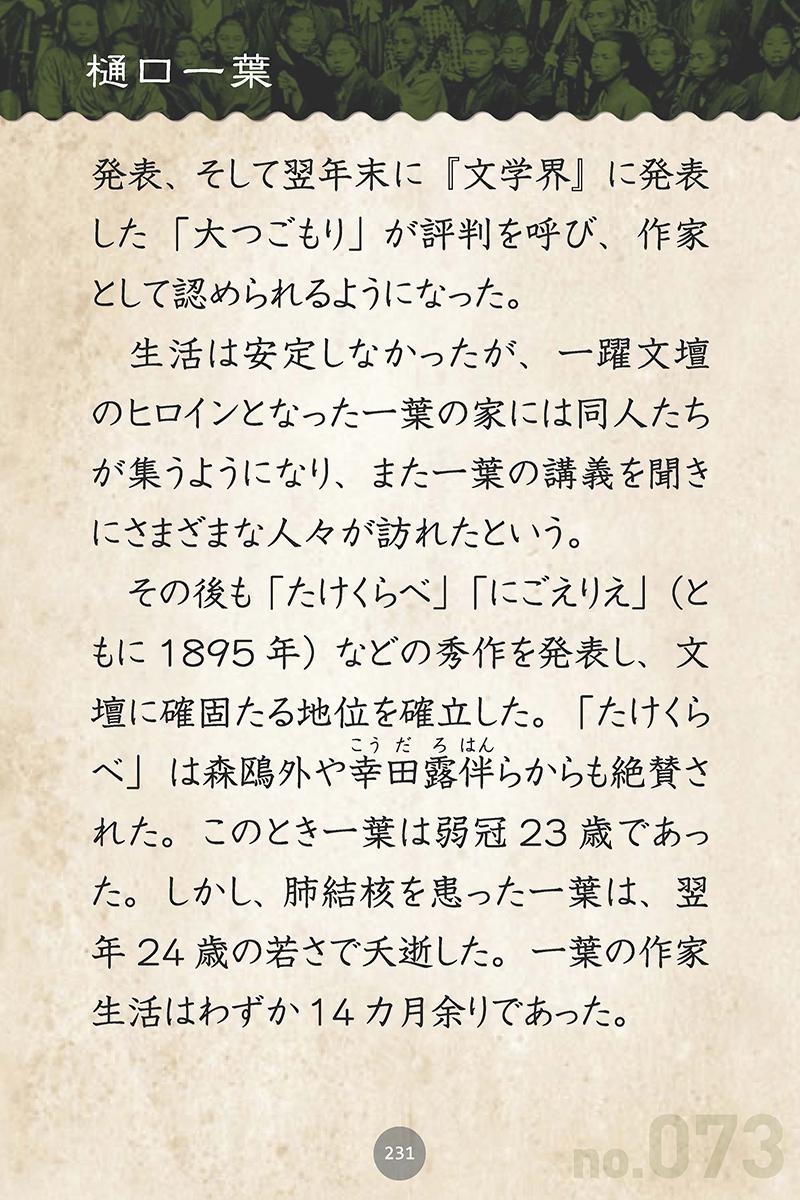 樋口一葉
発表、そして翌年末に『文学界』に発表
した「大つごもり」が評判を呼び、作家
として認められるようになった。
生活は安定しなかったが、一躍文壇
のヒロインとなった一葉の家には同人たち
が集うようになり、また一葉の講義を聞き
にさまざまな人々が訪れたという。
その後も「たけくらべ」「にごえりえ」（と
もに 1895 年）などの秀作を発表し、文
壇に確固たる地位を確立した。「たけくら
こう だ ろ はん
べ」は森鴎外や幸田露伴らからも絶賛さ
れた。このとき一葉は弱冠 23 歳であっ
た。しかし、肺結核を患った一葉は、翌
年 24 歳の若さで夭逝した。一葉の作家
生活はわずか 14 カ月余りであった。
231
no.073